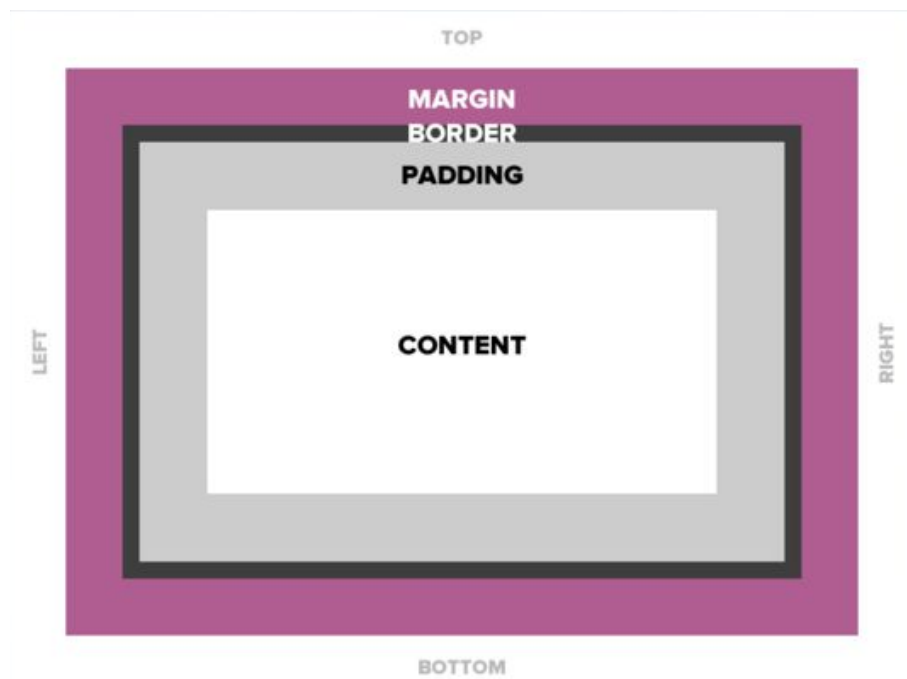 TOP
MARGIN
BORDER
PADDING
LEFT
CONTENT
RIGHT
BOTTOM